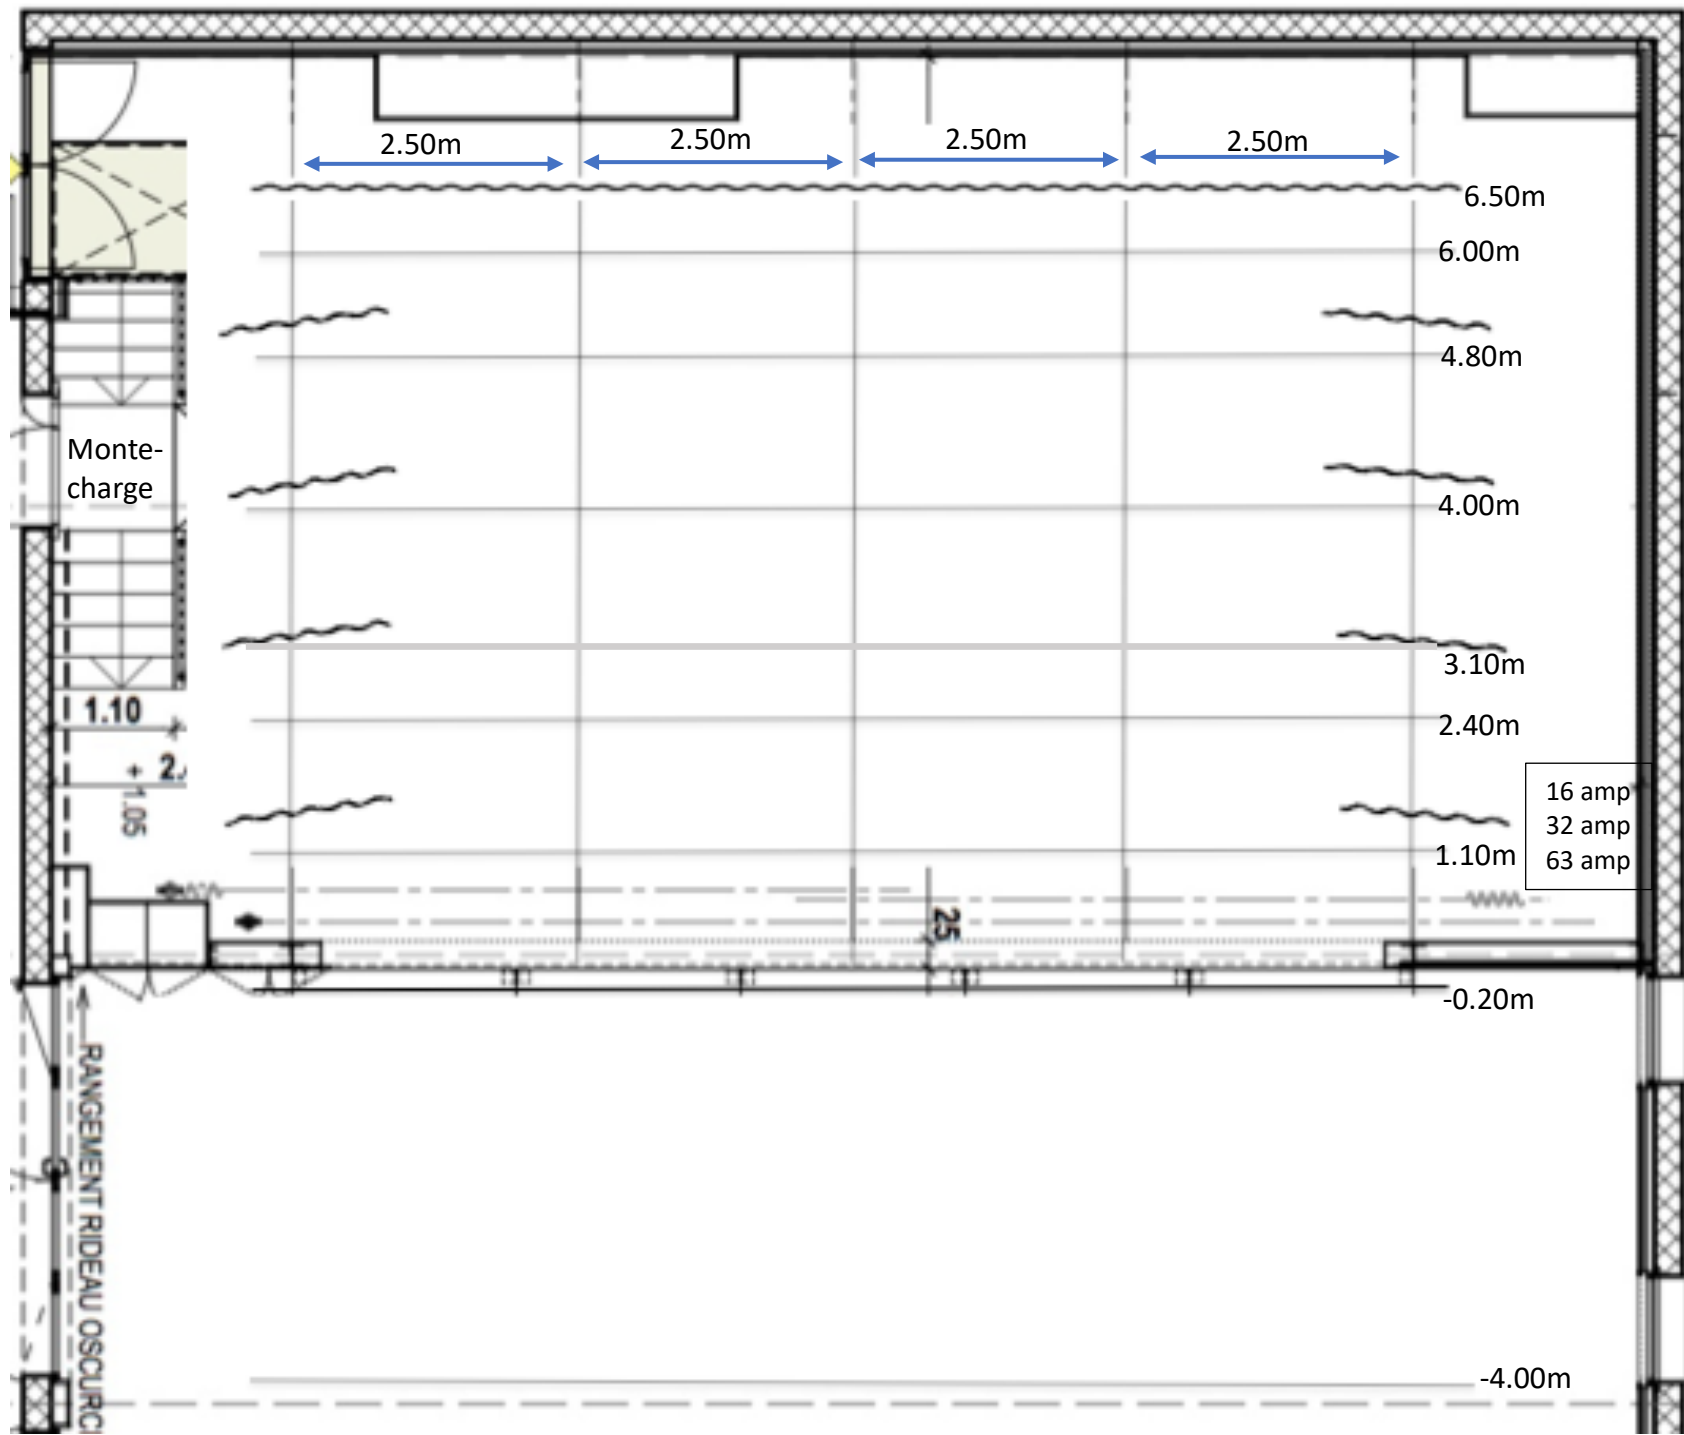 2.50m 2.50m 2.50m 2.50m
6.50m
6.00m
4.80m
Monte-
charge
4.00m
3.10m
1.10
2.40m
2.
+ 1.05
16 amp
32 amp
63 amp
1.10m
25
-0.20m
RANGEMENT RIDEAU OSCURCI
-4.00m